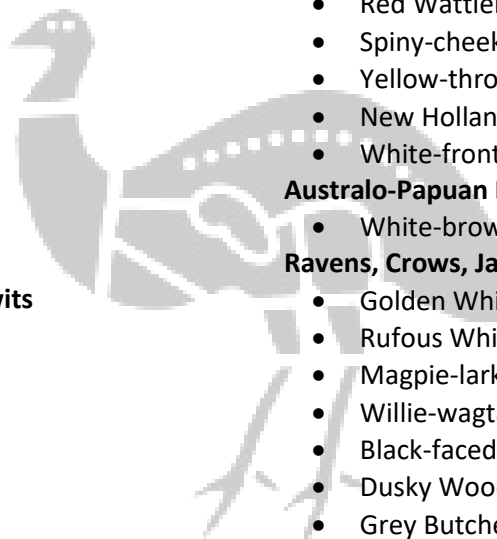 Red Wattle
Spiny-cheek
Yellow-thro
New Hollan
White-front
Australo-Papuan
White-brow
Ravens, Crows, Ja
vits
Golden Whi
Rufous Whi
Magpie-lark
Willie-wagt
Black-faced
Dusky Woo
Grey Butche